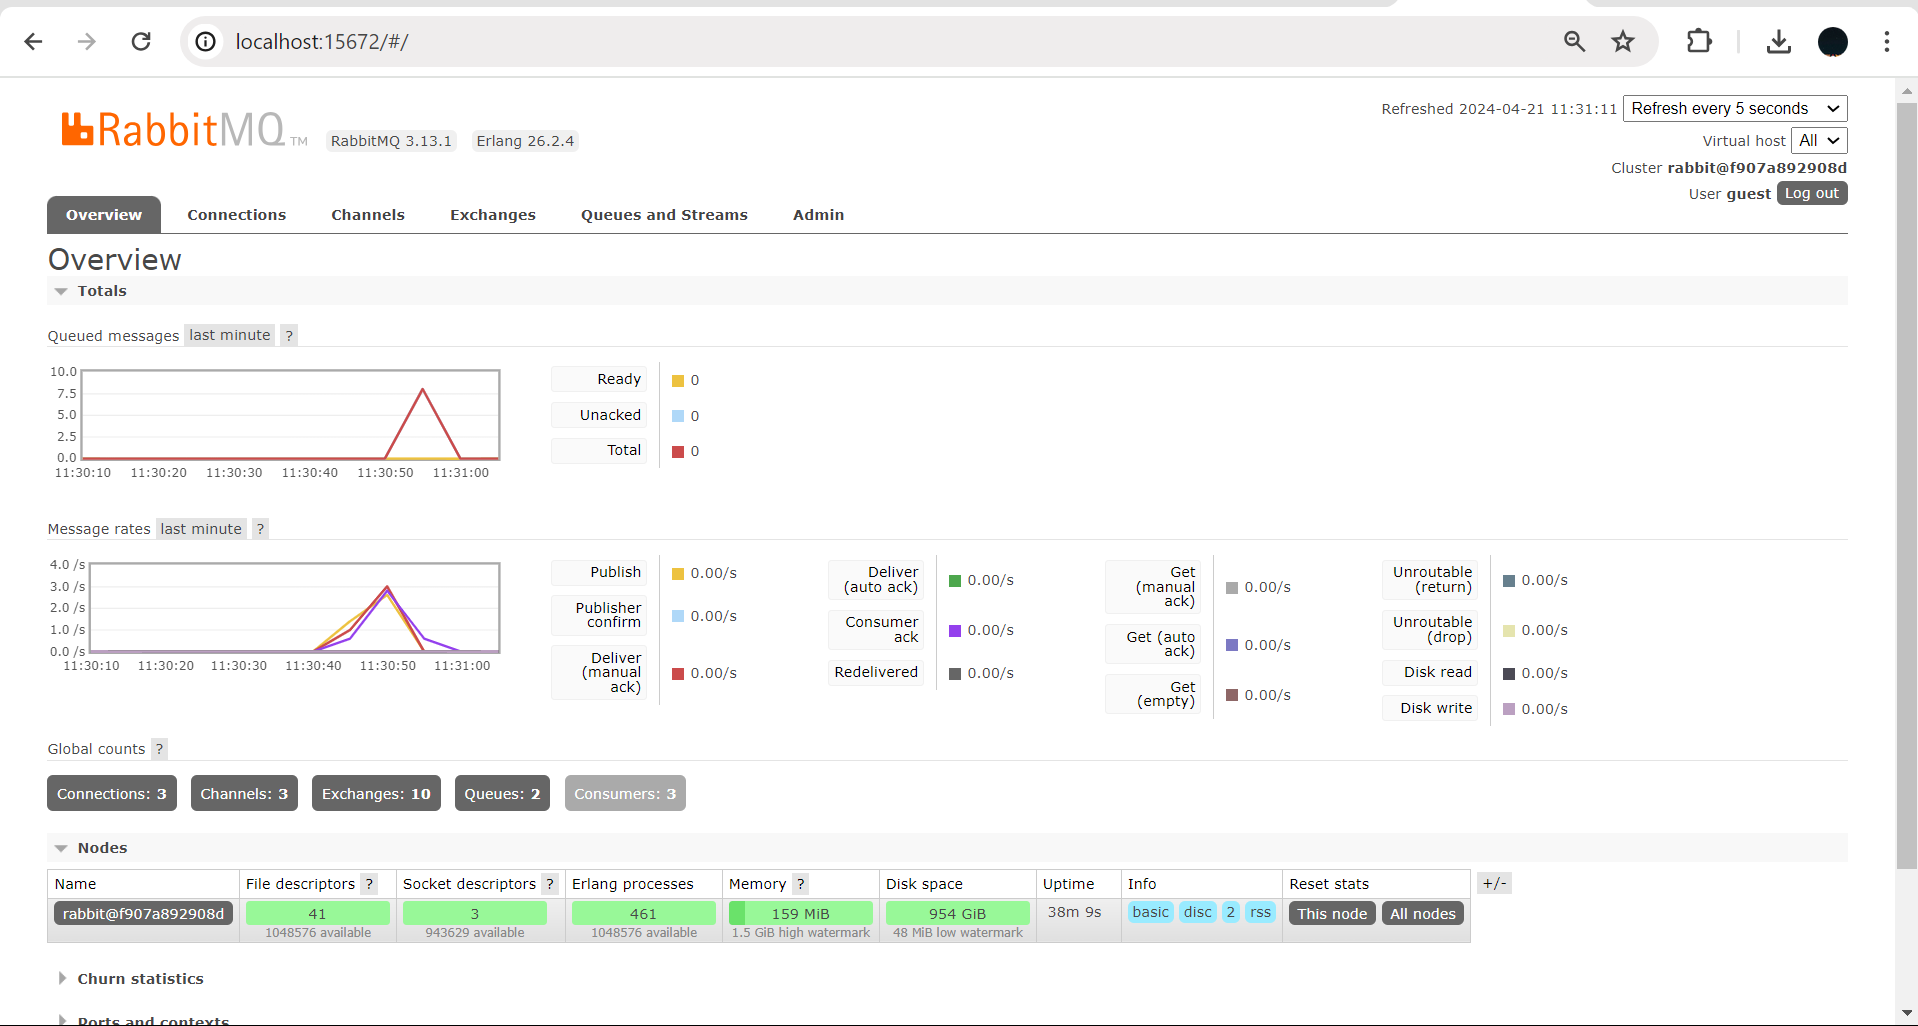 localhost:15672/#/
RabbitMQ TM RabbitMQ 3.13.1 Erlang 26.2.4
Refreshed 2024-04-21 11:31:11 Refresh every 5 seconds
Virtual host All
Cluster rabbit@f907a892908d
User guest Log out
Overview Connections Channels Exchanges Queues and Streams Admin
Overview
Totals
Queued messages last minute ?
10.0
7.5
5.0
2.5
0.0
11:30:10 11:30:20 11:30:30 11:30:40 11:30:50 11:31:00
Ready 0
Unacked 0
Total 0
Message rates last minute ?
4.0 /s
3.0 /s
2.0 /s
1.0 /s
0.0 /s
11:30:10 11:30:20 11:30:30 11:30:40 11:30:50 11:31:00
Publish 0.00/s
Publisher
confirm 0.00/s
Deliver
(manual 0.00/s
ack)
Deliver
(auto ack) 0.00/s
Consumer
ack 0.00/s
Redelivered 0.00/s
Get
(manual 0.00/s
ack)
Get (auto
ack) 0.00/s
Get
(empty) 0.00/s
Unroutable
(return) 0.00/s
Unroutable
(drop) 0.00/s
Disk read 0.00/s
Disk write 0.00/s
Global counts ?
Connections: 3 Channels: 3 Exchanges: 10 Queues: 2 Consumers: 3
Nodes
Name File descriptors ? Socket descriptors ? Erlang processes Memory ? Disk space Uptime Info Reset stats +/-
rabbit@f907a892908d 41 3 461 159 MiB 954 GiB 38m 9s basic disc 2 rss This node All nodes
1048576 available 943629 available 1048576 available 1.5 GiB high watermark 48 MiB low watermark
Churn statistics
Ports and contexts